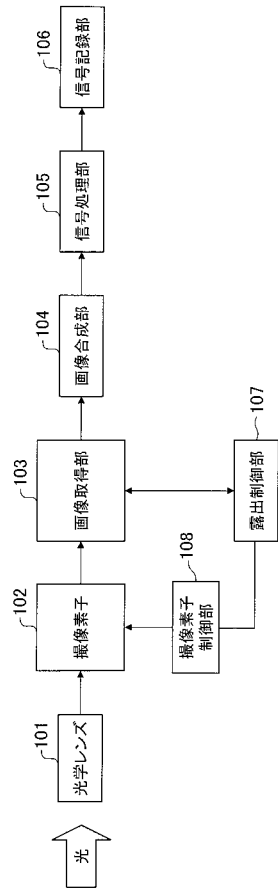 光
101
光学レンズ
102
撮像素子
103
画像取得部
104
画像合成部
105
信号処理部
106
信号記録部
108
撮像素子
制御部
107
露出制御部